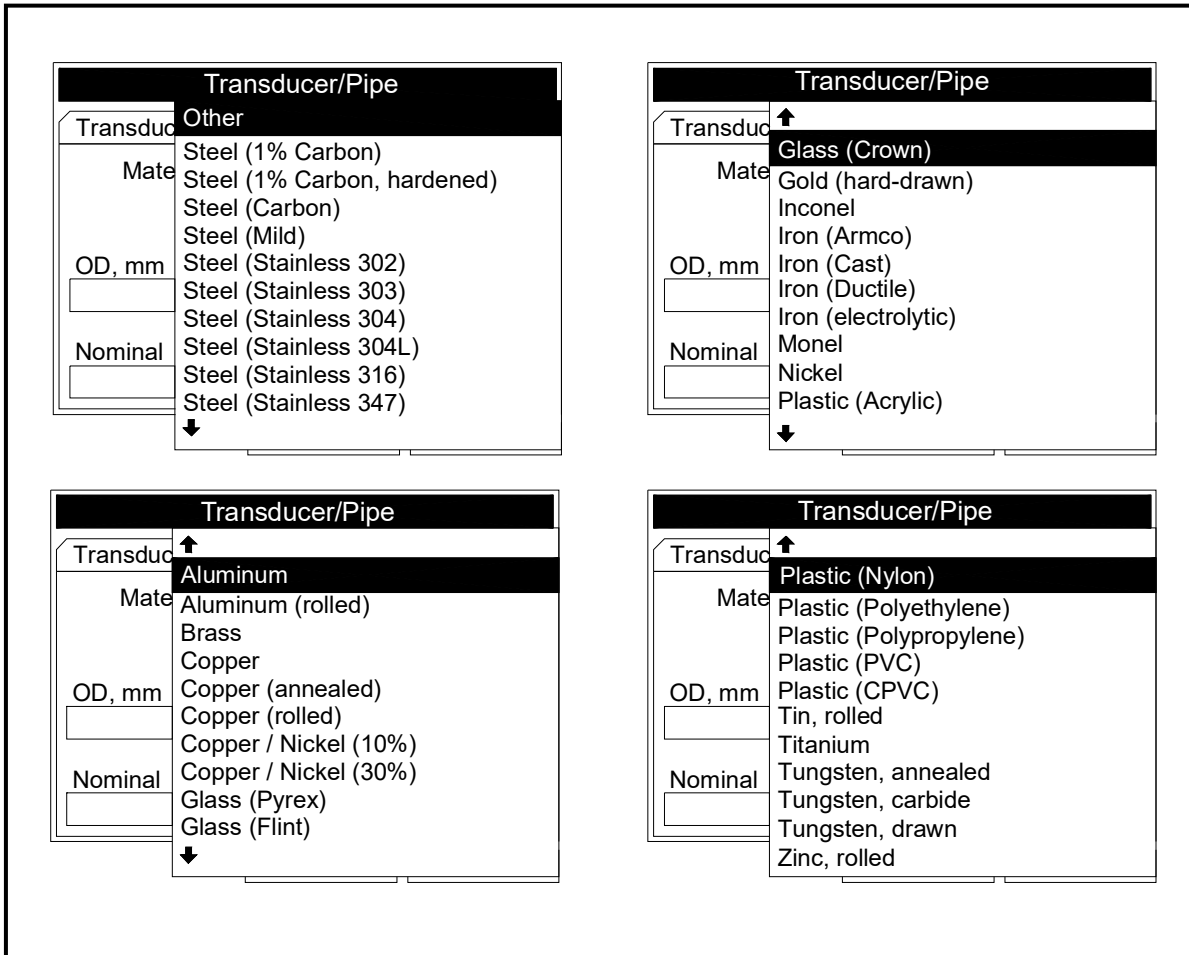 Transducer/Pipe
Transduc
Mate
OD, mm
Nominal
Other
Steel (1% Carbon)
Steel (1% Carbon, hardened)
Steel (Carbon)
Steel (Mild)
Steel (Stainless 302)
Steel (Stainless 303)
Steel (Stainless 304)
Steel (Stainless 304L)
Steel (Stainless 316)
Steel (Stainless 347)
Transducer/Pipe
Transduc
Mate
OD, mm
Nominal
Glass (Crown)
Gold (hard-drawn)
Inconel
Iron (Armco)
Iron (Cast)
Iron (Ductile)
Iron (electrolytic)
Monel
Nickel
Plastic (Acrylic)
Transducer/Pipe
Transduc
Mate
OD, mm
Nominal
Aluminum
Aluminum (rolled)
Brass
Copper
Copper (annealed)
Copper (rolled)
Copper / Nickel (10%)
Copper / Nickel (30%)
Glass (Pyrex)
Glass (Flint)
Transducer/Pipe
Transduc
Mate
OD, mm
Nominal
Plastic (Nylon)
Plastic (Polyethylene)
Plastic (Polypropylene)
Plastic (PVC)
Plastic (CPVC)
Tin, rolled
Titanium
Tungsten, annealed
Tungsten, carbide
Tungsten, drawn
Zinc, rolled